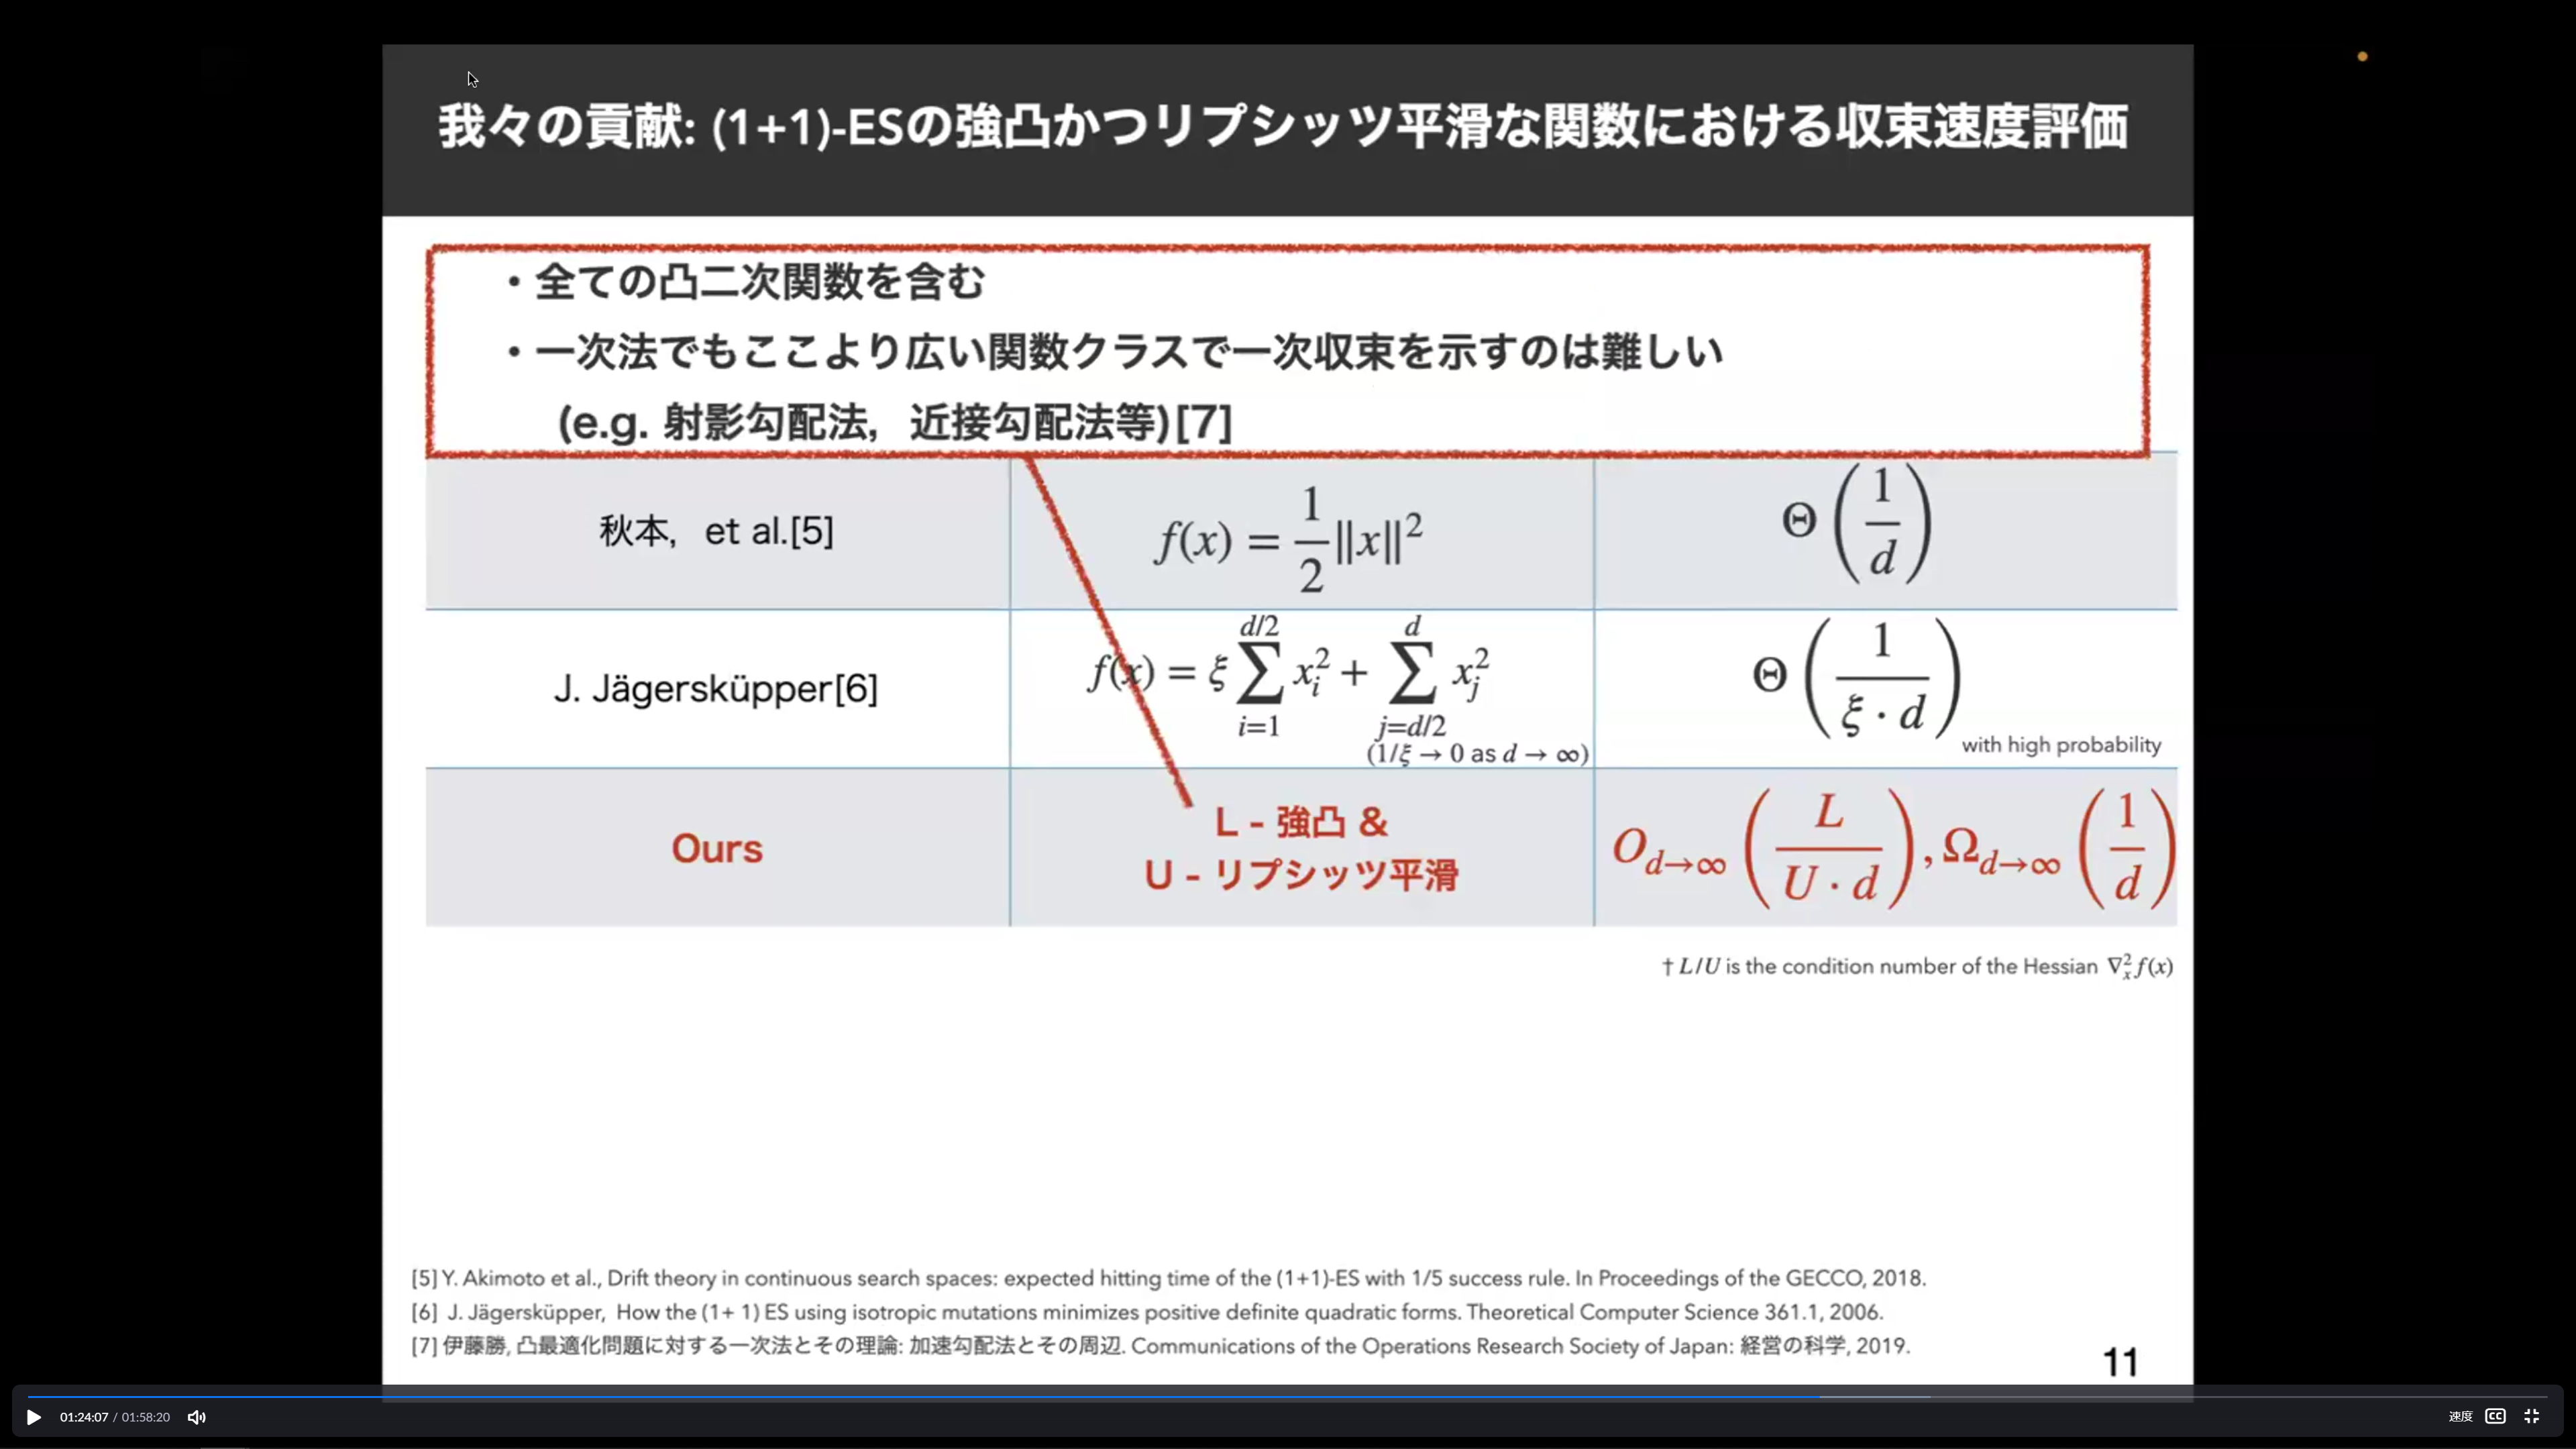 我々の貢献: (1+1)-ESの強凸かつリプシッツ平滑な関数における収束速度評価
・全ての凸二次関数を含む
・一次法でもここより広い関数クラスで一次収束を示すのは難しい
(e.g. 射影勾配法, 近接勾配法等)[7]
秋本, et al.[5]
f(x) = \frac{1}{2}||x||^2
Θ(\frac{1}{d})
J. Jägersküpper[6]
f(x) = ξ \sum_{i=1}^{d/2} x_i^2 + \sum_{j=d/2}^{d} x_j^2
(1/ξ → 0 as d → ∞)
Θ(\frac{1}{ξ · d})
with high probability
Ours
L - 強凸 &
U - リプシッツ平滑
O_{d→∞}(\frac{L}{U · d}), Ω_{d→∞}(\frac{1}{d})
† L/U is the condition number of the Hessian ∇_x^2 f(x)
[5] Y. Akimoto et al., Drift theory in continuous search spaces: expected hitting time of the (1+1)-ES with 1/5 success rule. In Proceedings of the GECCO, 2018.
[6] J. Jägersküpper, How the (1+ 1) ES using isotropic mutations minimizes positive definite quadratic forms. Theoretical Computer Science 361.1, 2006.
[7] 伊藤勝, 凸最適化問題に対する一次法とその理論: 加速勾配法とその周辺. Communications of the Operations Research Society of Japan: 経営の科学, 2019.
11
01:24:07 / 01:58:20
速度 CC